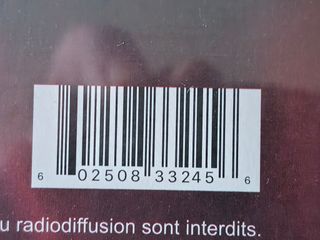 6 02508 33245 6
u radiodiffusion sont interdits.